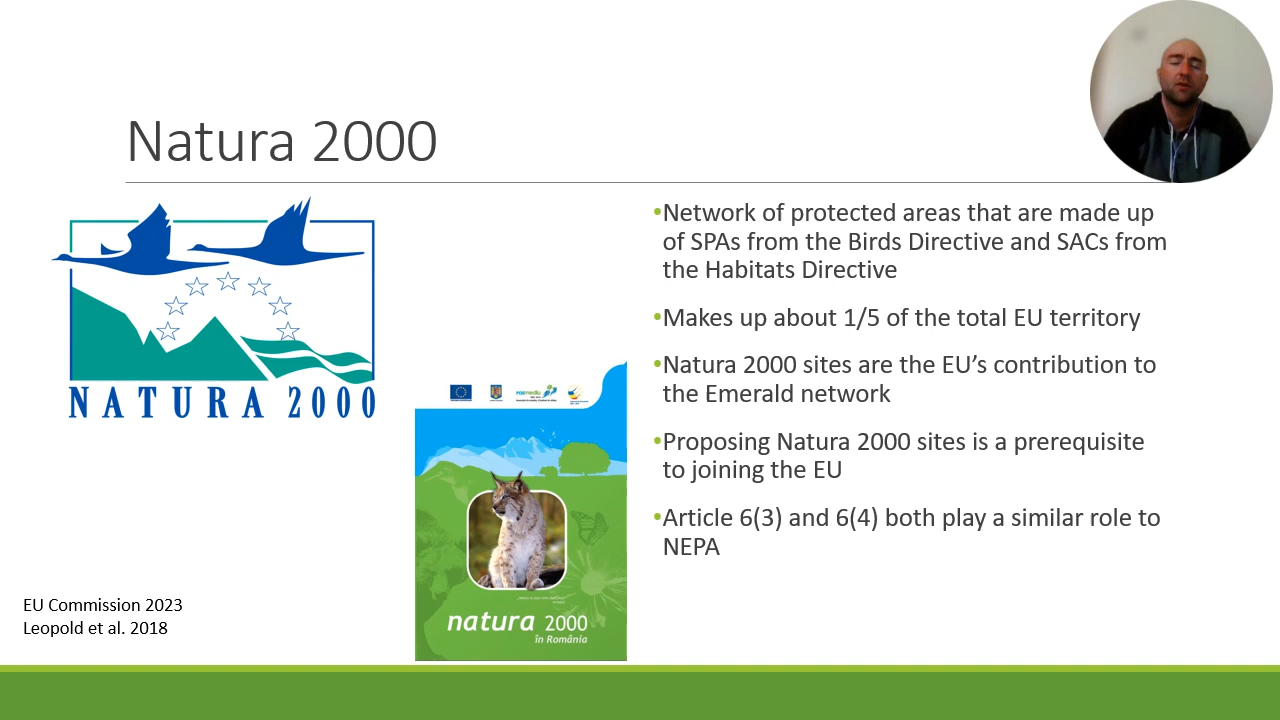 Natura 2000
•Network of protected areas that are made up
of SPAs from the Birds Directive and SACs from
the Habitats Directive
•Makes up about 1/5 of the total EU territory
•Natura 2000 sites are the EU’s contribution to
the Emerald network
•Proposing Natura 2000 sites is a prerequisite
to joining the EU
•Article 6(3) and 6(4) both play a similar role to
NEPA
NATURA 2000
natura 2000
în România
EU Commission 2023
Leopold et al. 2018